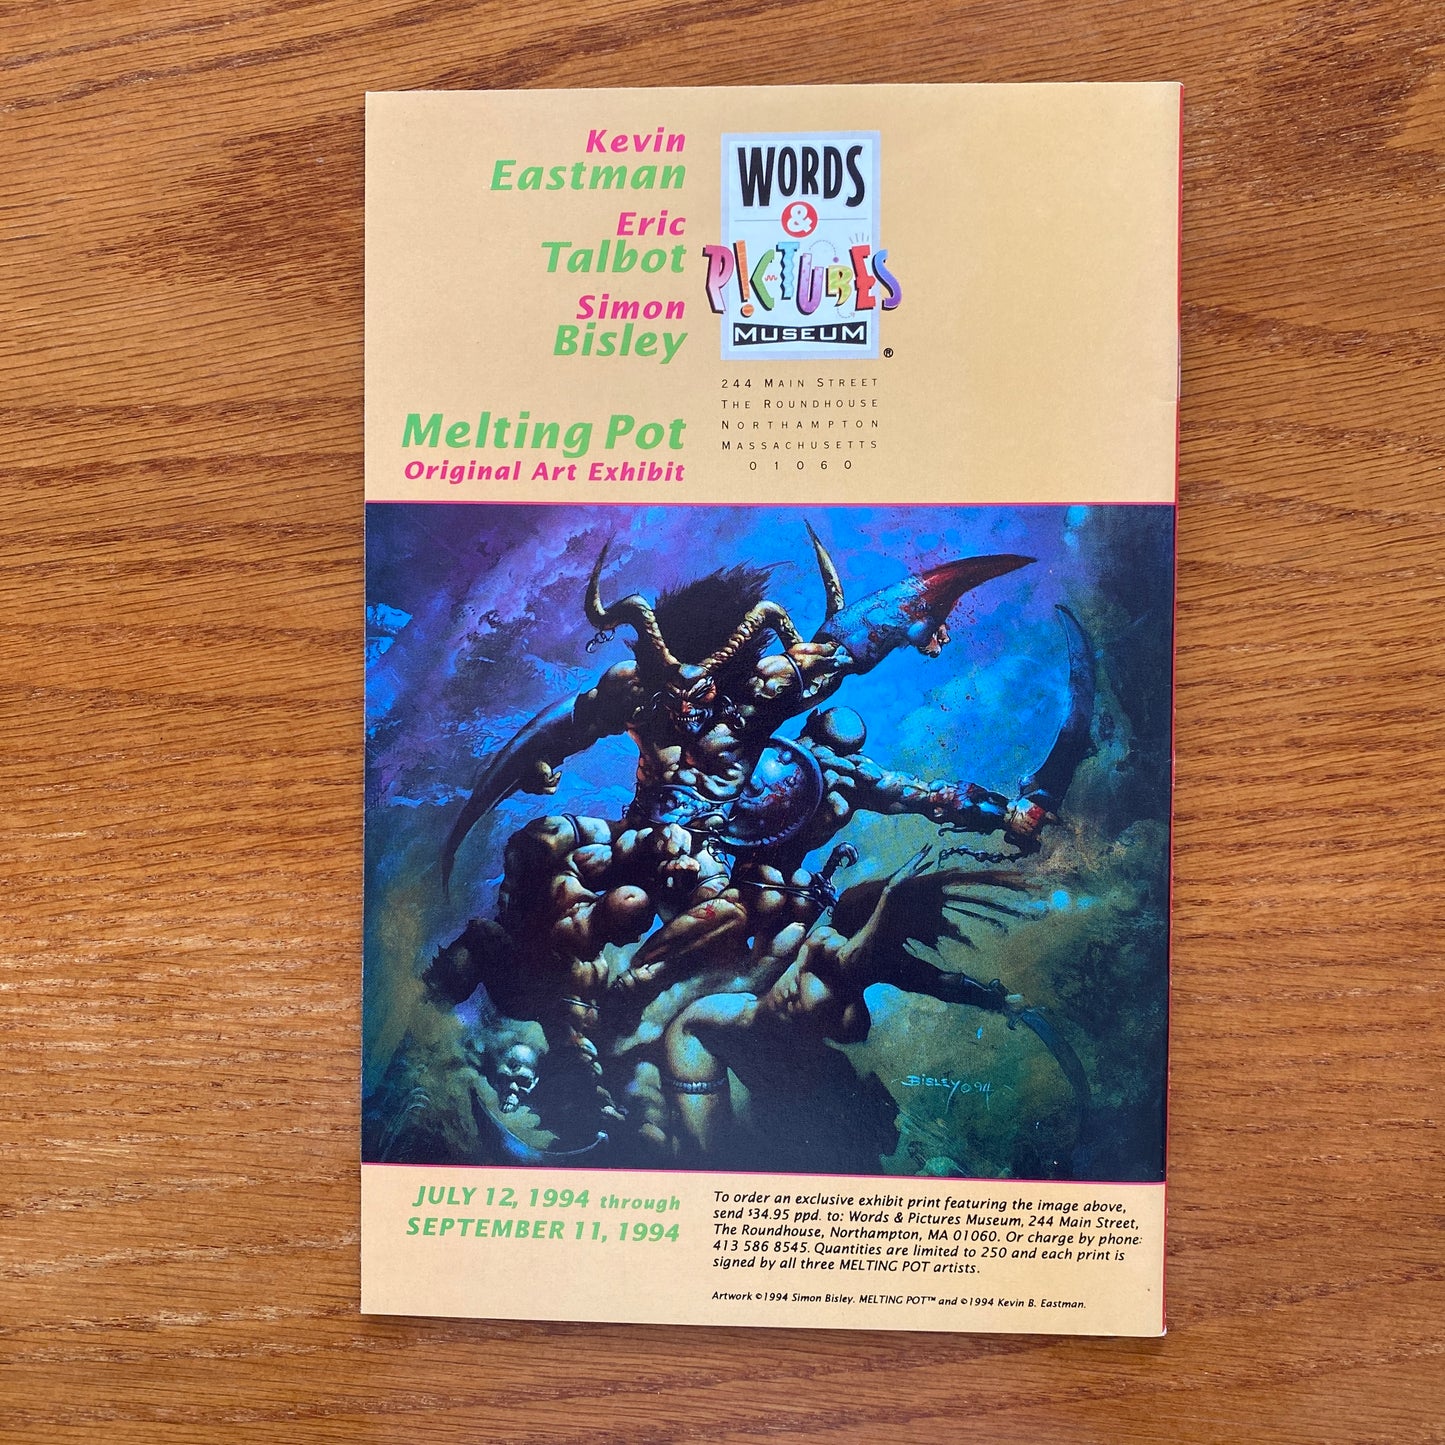 Kevin
Eastman
Eric
Talbot
Simon
Bisley
Melting Pot
Original Art Exhibit
WORDS
&
P!CTURES
MUSEUM
®
244 MAIN STREET
THE ROUNDHOUSE
NORTHAMPTON
MASSACHUSETTS
01060
BISLEY © 94
JULY 12, 1994 through
SEPTEMBER 11, 1994
To order an exclusive exhibit print featuring the image above,
send $34.95 ppd. to: Words & Pictures Museum, 244 Main Street,
The Roundhouse, Northampton, MA 01060. Or charge by phone:
413 586 8545. Quantities are limited to 250 and each print is
signed by all three MELTING POT artists.
Artwork ©1994 Simon Bisley. MELTING POT™ and ©1994 Kevin B. Eastman.